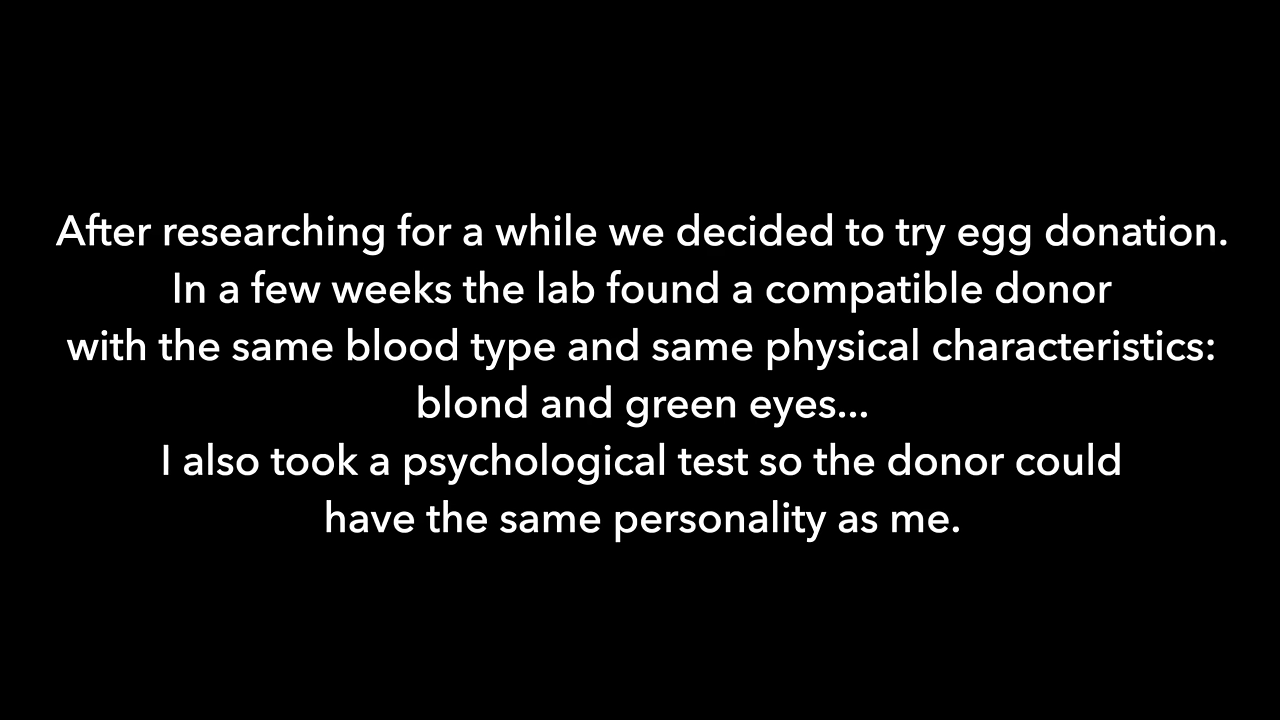 After researching for a while we decided to try egg donation.
In a few weeks the lab found a compatible donor
with the same blood type and same physical characteristics:
blond and green eyes...
I also took a psychological test so the donor could
have the same personality as me.